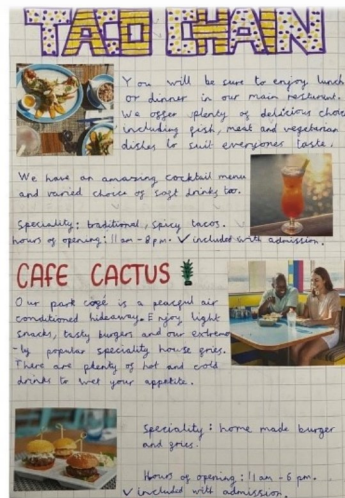 TACO CHAIN
You will be sure to enjoy lunch
or dinner in our main resturent.
We offer plenty of delicious choice
including fish, meat and vegeterian
dishes to suit everyones taste.
We have an amazing cocktail menu
and varied choice of soft drinks too.
Speciality: traditional, spicy tacos.
hours of opening: 11am - 8pm. ✓ included with admission.
CAFE CACTUS
Our park cafe is a peaceful air
conditioned hideaway. Enjoy light
snacks, tasty burgers and our extreme
-ly popular speciality house fries.
There are plenty of hot and cold
drinks to wet your appetite.
Speciality: home made burger
and fries.
Hours of opening: 11am - 6 pm.
✓ included with admission.